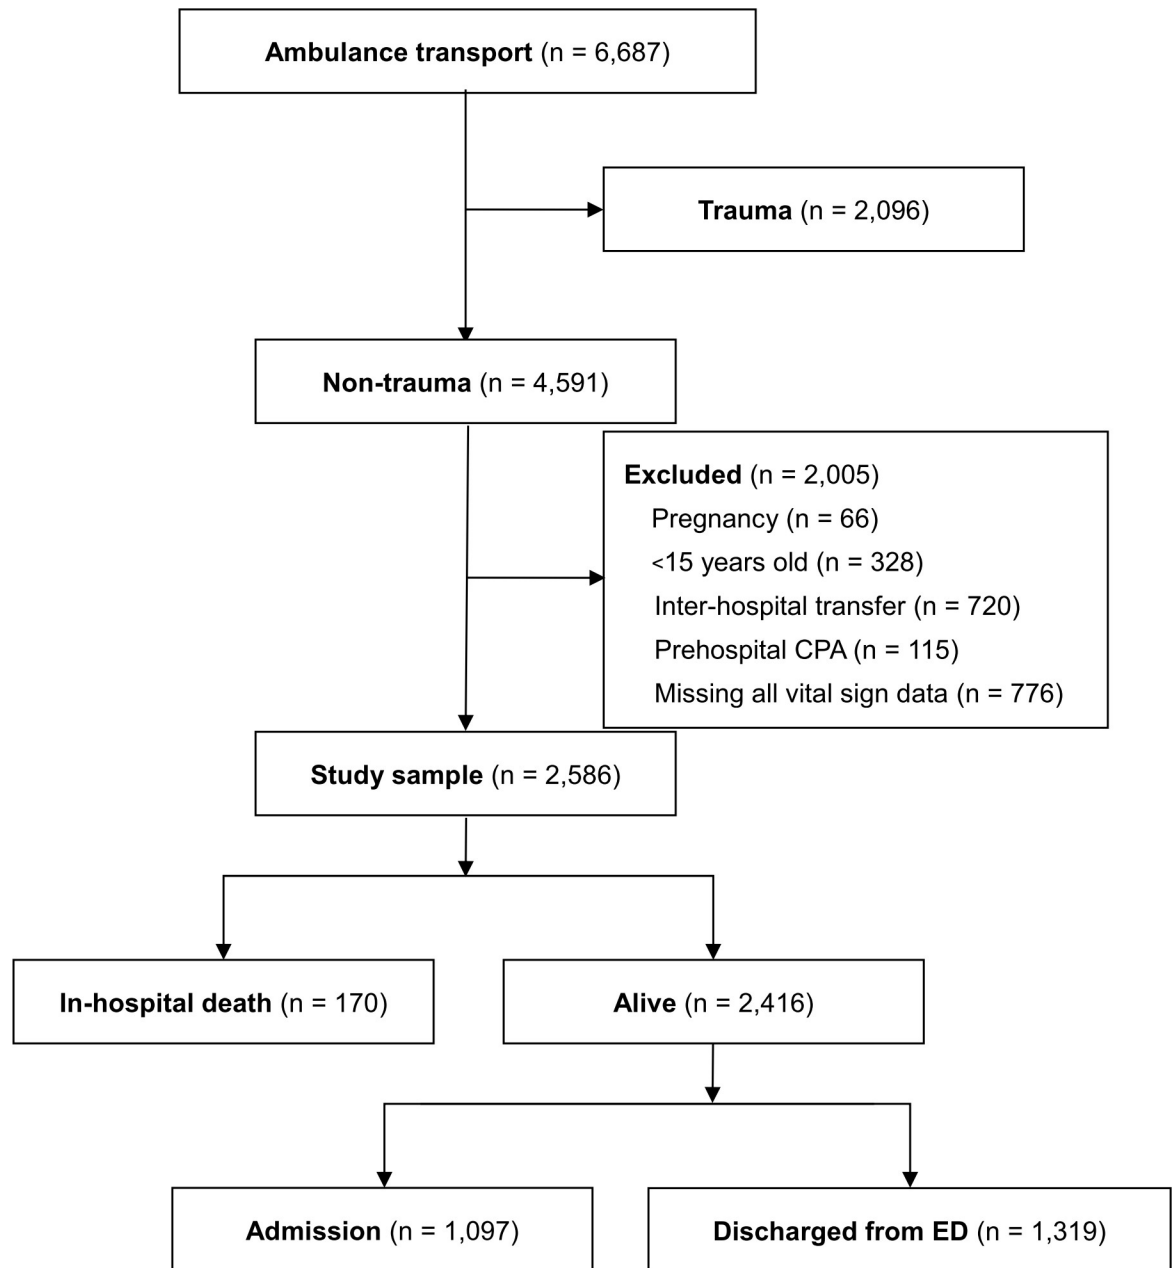 Ambulance transport (n = 6,687)
Trauma (n = 2,096)
Non-trauma (n = 4,591)
Excluded (n = 2,005)
Pregnancy (n = 66)
<15 years old (n = 328)
Inter-hospital transfer (n = 720)
Prehospital CPA (n = 115)
Missing all vital sign data (n = 776)
Study sample (n = 2,586)
In-hospital death (n = 170)
Alive (n = 2,416)
Admission (n = 1,097)
Discharged from ED (n = 1,319)